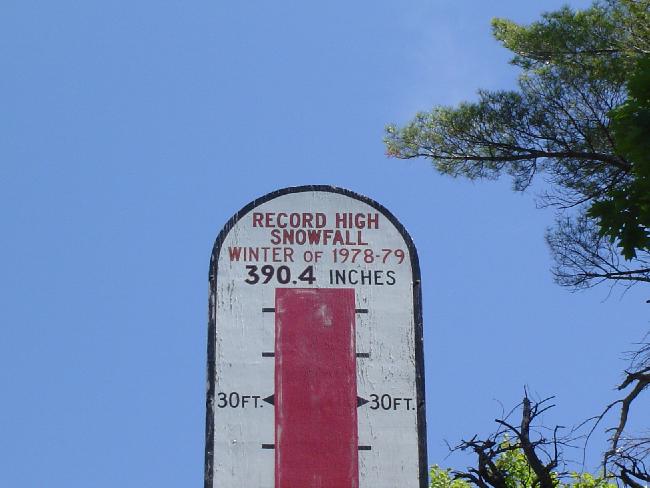 RECORD HIGH
SNOWFALL
WINTER OF 1978-79
390.4 INCHES
30FT. 30FT.